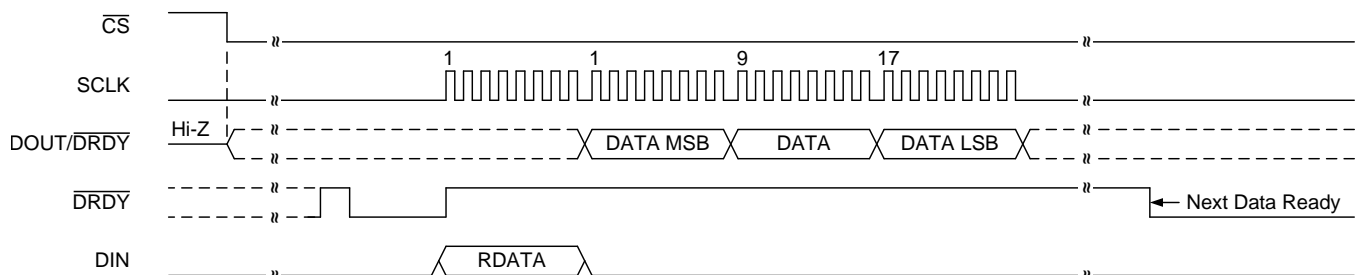 CS
SCLK
1 1 9 17
Hi-Z
DOUT/DRDY
DATA MSB DATA DATA LSB
DRDY
Next Data Ready
DIN
RDATA